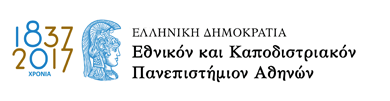 1837
2017
ΧΡΟΝΙΑ
ΕΛΛΗΝΙΚΗ ΔΗΜΟΚΡΑΤΙΑ
Εθνικόν και Καποδιστριακόν
Πανεπιστήμιον Αθηνών